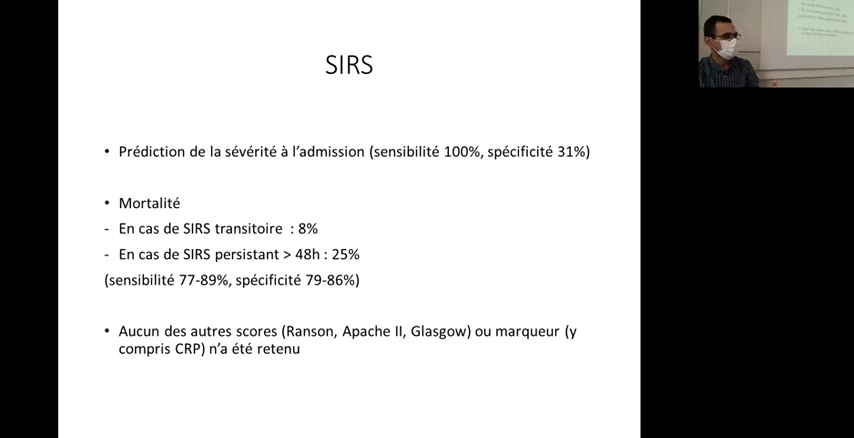 SIRS
• Prédiction de la sévérité à l'admission (sensibilité 100%, spécificité 31%)
• Mortalité
- En cas de SIRS transitoire : 8%
- En cas de SIRS persistant > 48h : 25%
(sensibilité 77-89%, spécificité 79-86%)
• Aucun des autres scores (Ranson, Apache II, Glasgow) ou marqueur (y
compris CRP) n'a été retenu